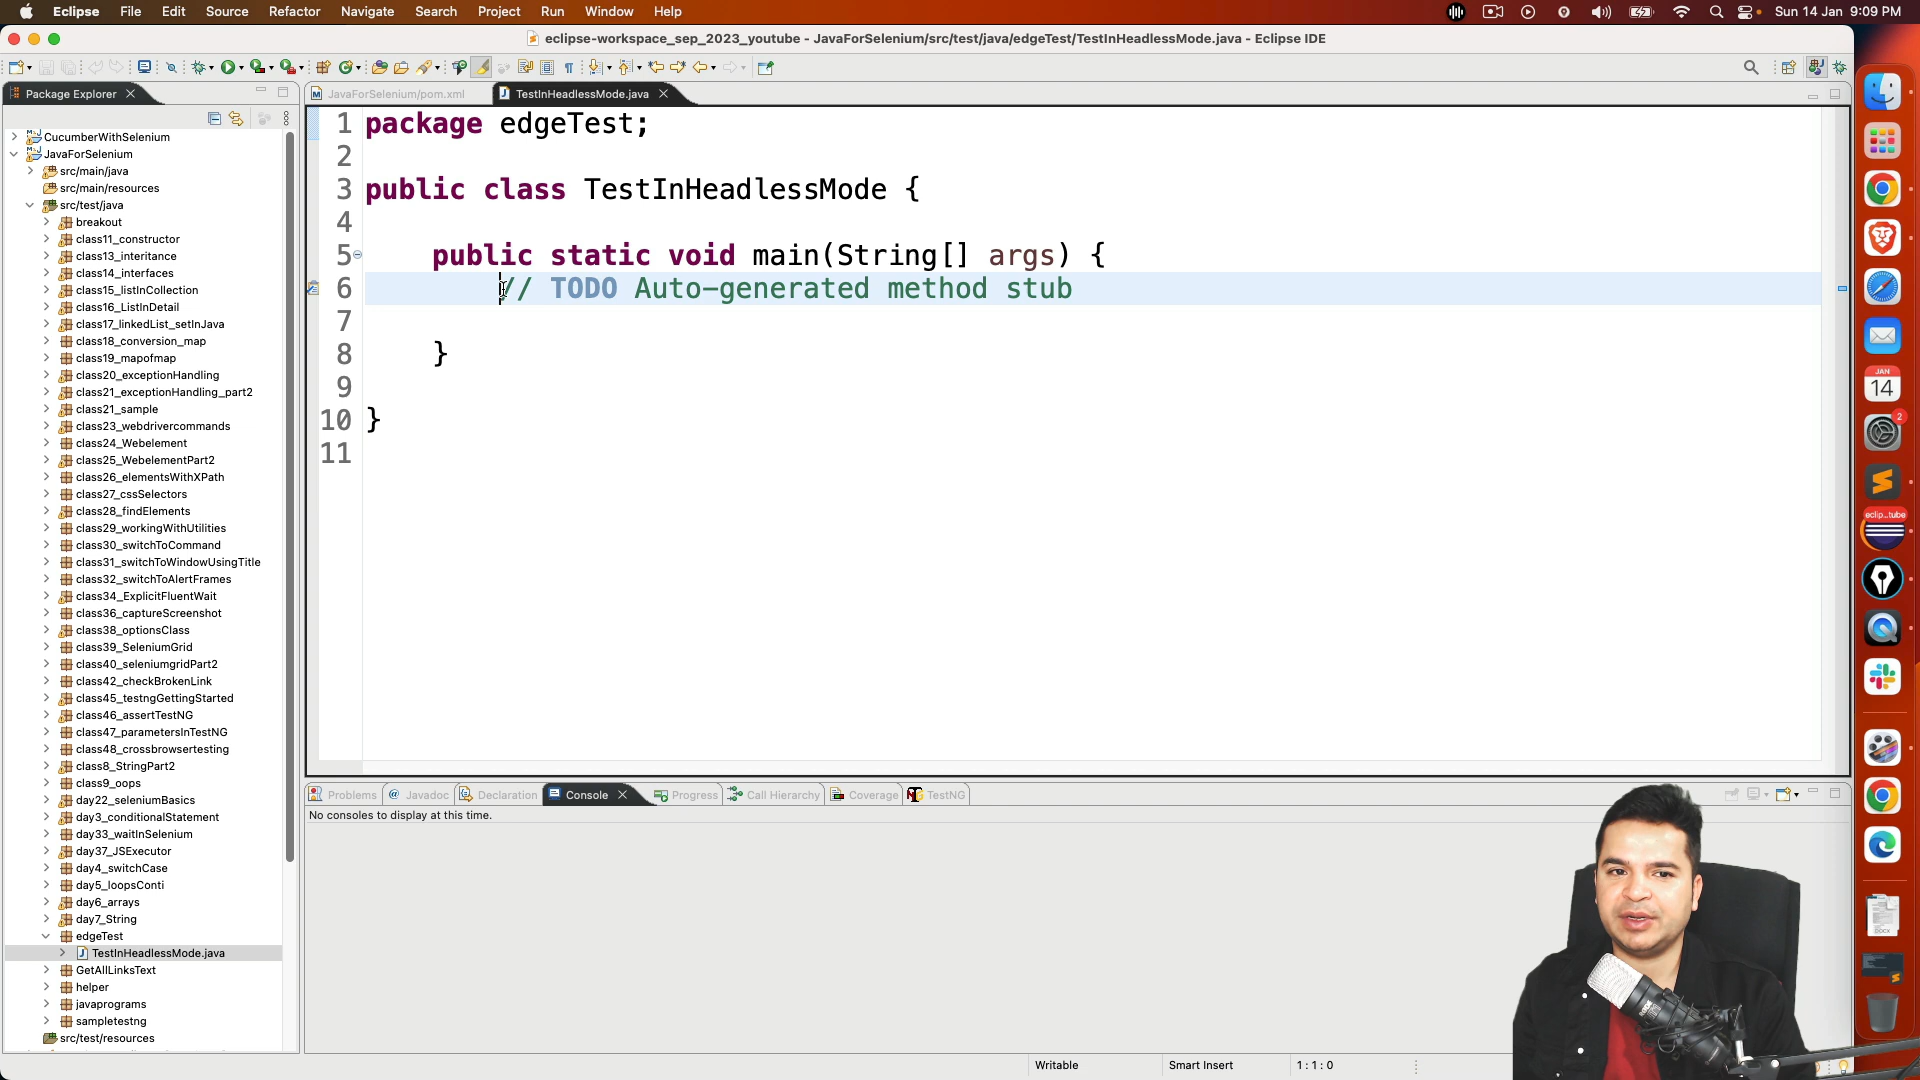 Eclipse File Edit Source Refactor Navigate Search Project Run Window Help Sun 14 Jan 9:09 PM
eclipse-workspace_sep_2023_youtube - JavaForSelenium/src/test/java/edgeTest/TestInHeadlessMode.java - Eclipse IDE
Package Explorer
JavaForSelenium/pom.xml
TestInHeadlessMode.java
CucumberWithSelenium
JavaForSelenium
src/main/java
src/main/resources
src/test/java
breakout
class11_constructor
class13_interitance
class14_interfaces
class15_listInCollection
class16_ListInDetail
class17_linkedList_setInJava
class18_conversion_map
class19_mapofmap
class20_exceptionHandling
class21_exceptionHandling_part2
class21_sample
class23_webdrivercommands
class24_Webelement
class25_WebelementPart2
class26_elementsWithXPath
class27_cssSelectors
class28_findElements
class29_workingWithUtilities
class30_switchToCommand
class31_switchToWindowUsingTitle
class32_switchToAlertFrames
class34_ExplicitFluentWait
class36_captureScreenshot
class38_optionsClass
class39_SeleniumGrid
class40_seleniumgridPart2
class42_checkBrokenLink
class45_testngGettingStarted
class46_assertTestNG
class47_parametersInTestNG
class48_crossbrowsertesting
class8_StringPart2
class9_oops
day22_seleniumBasics
day3_conditionalStatement
day33_waitInSelenium
day37_JSExecutor
day4_switchCase
day5_loopsConti
day6_arrays
day7_String
edgeTest
TestInHeadlessMode.java
GetAllLinksText
helper
javaprograms
sampletestng
src/test/resources
1 package edgeTest;
2
3 public class TestInHeadlessMode {
4
5 public static void main(String[] args) {
6 // TODO Auto-generated method stub
7
8 }
9
10 }
11
Problems Javadoc Declaration Console Progress Call Hierarchy Coverage TestNG
No consoles to display at this time.
Writable Smart Insert 1:1:0
JAN
14
2
eclip...tube
DOCX